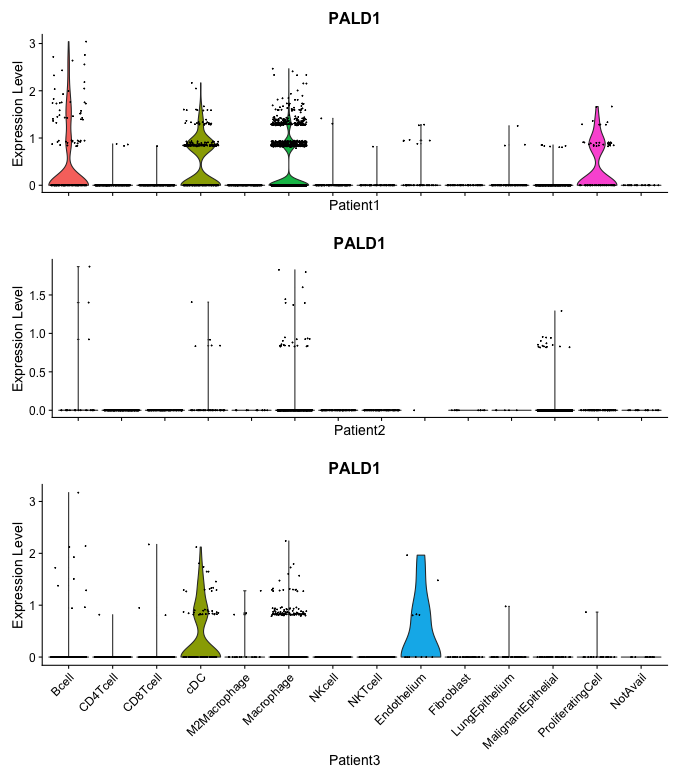 PALD1
Expression Level
3
2
1
0
Patient1
PALD1
Expression Level
1.5
1.0
0.5
0.0
Patient2
PALD1
Expression Level
3
2
1
0
Bcell
CD4Tcell
CD8Tcell
cDC
M2Macrophage
Macrophage
NKcell
NKTcell
Endothelium
Fibroblast
LungEpithelium
MalignantEpithelial
ProliferatingCell
NotAvail
Patient3